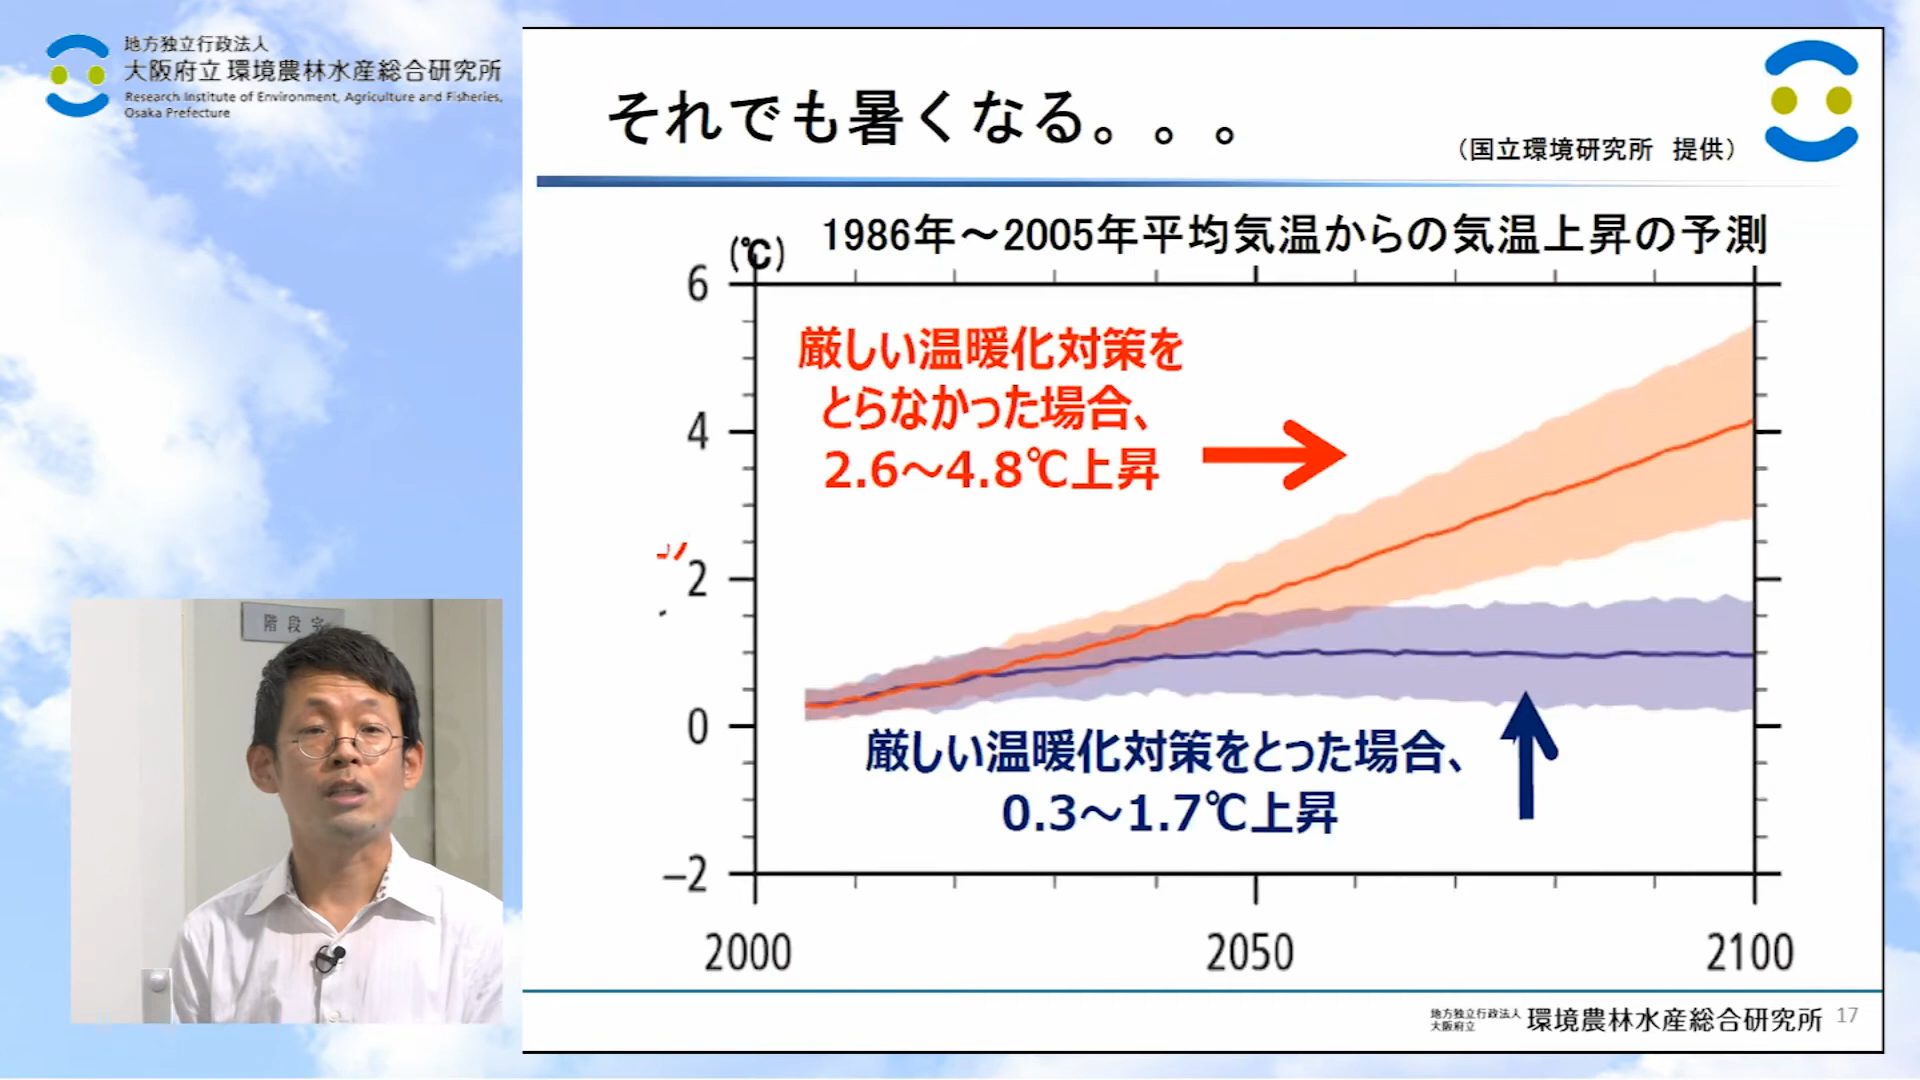 地方独立行政法人
大阪府立 環境農林水産総合研究所
Research Institute of Environment, Agriculture and Fisheries,
Osaka Prefecture
それでも暑くなる。。。
（国立環境研究所　提供）
1986年～2005年平均気温からの気温上昇の予測
(℃)
6
4
2
0
−2
厳しい温暖化対策を
とらなかった場合、
2.6～4.8℃上昇
厳しい温暖化対策をとった場合、
0.3～1.7℃上昇
2000
2050
2100
階段室
地方独立行政法人
大阪府立
環境農林水産総合研究所
17